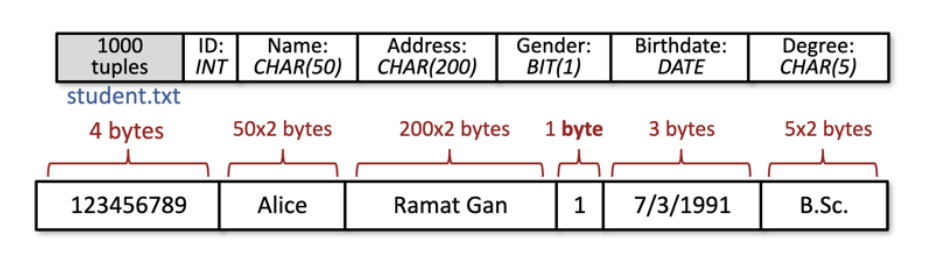 1000 tuples
ID: INT
Name: CHAR(50)
Address: CHAR(200)
Gender: BIT(1)
Birthdate: DATE
Degree: CHAR(5)
student.txt
4 bytes 50x2 bytes 200x2 bytes 1 byte 3 bytes 5x2 bytes
123456789 Alice Ramat Gan 1 7/3/1991 B.Sc.